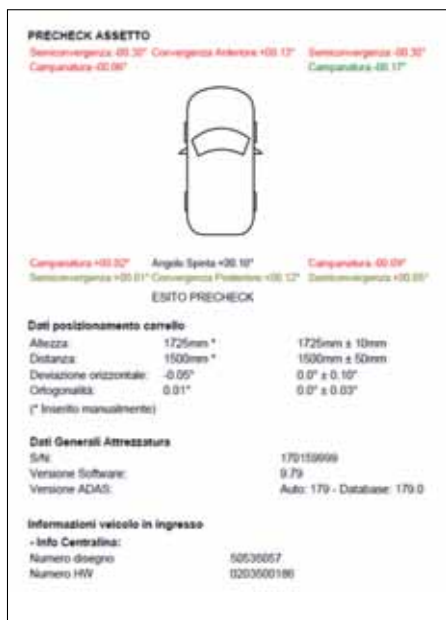 PRECHECK ASSETTO
Semiconvergenza -00.30° Convergenza Anteriore +00.13° Semiconvergenza -00.30°
Campanatura -00.06° Campanatura -00.17°
Campanatura +00.02° Angolo Spinta +00.10° Campanatura -00.09°
Semiconvergenza +00.01° Convergenza Posteriore +00.12° Semiconvergenza +00.05°
ESITO PRECHECK
Dati posizionamento carrello
Altezza: 1725mm * 1725mm ± 10mm
Distanza: 1500mm * 1500mm ± 50mm
Deviazione orizzontale: -0.05° 0.0° ± 0.10°
Ortogonalità: 0.01° 0.0° ± 0.03°
(* Inserito manualmente)
Dati Generali Attrezzatura
S/N: 170159999
Versione Software: 9.79
Versione ADAS: Auto: 179 - Database: 179.0
Informazioni veicolo in ingresso
- Info Centralina:
Numero disegno 50535057
Numero HW 0203500186